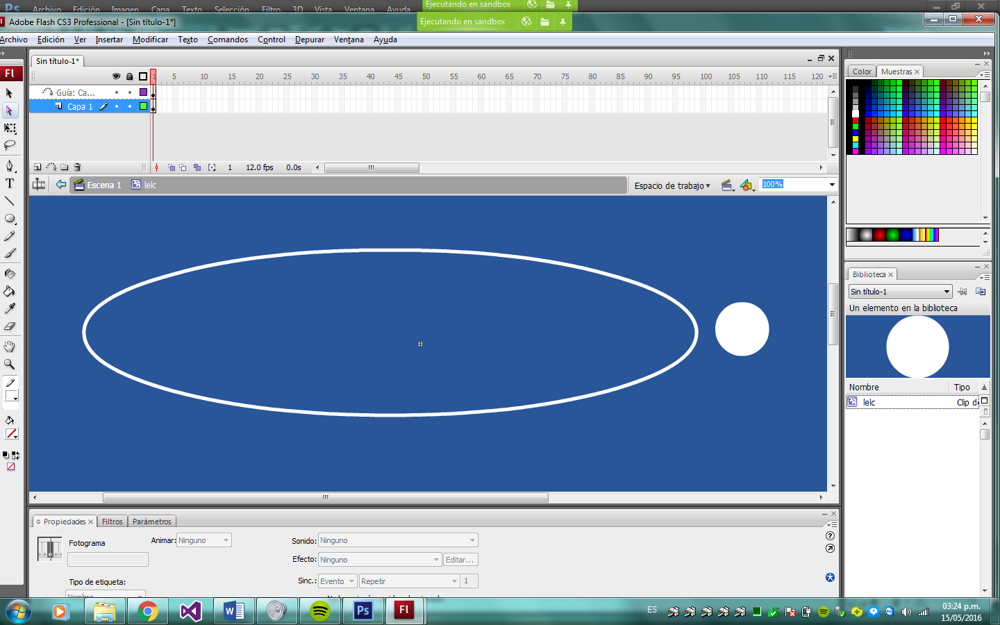 Ps Archivo Edición Imagen Capa Texto Selección Filtro 3D Vista Ventana Ayuda
Ejecutando en sandbox
Adobe Flash CS3 Professional - [Sin título-1*]
Ejecutando en sandbox
Archivo Edición Ver Insertar Modificar Texto Comandos Control Depurar Ventana Ayuda
Sin título-1*
1 5 10 15 20 25 30 35 40 45 50 55 60 65 70 75 80 85 90 95 100 105 110 115 120
Guía: Ca...
Capa 1
1 12.0 fps 0.0s
Escena 1 lelc
Espacio de trabajo
100%
Fl
T
Color Muestras
Biblioteca
Sin título-1
Un elemento en la biblioteca
Nombre Tipo
lelc Clip d
Propiedades Filtros Parámetros
Fotograma
Animar: Ninguno
Sonido: Ninguno
Efecto: Ninguno Editar...
Sinc.: Evento Repetir 1
Tipo de etiqueta:
Nombre
W Ps Fl
ES
03:24 p.m.
15/05/2016